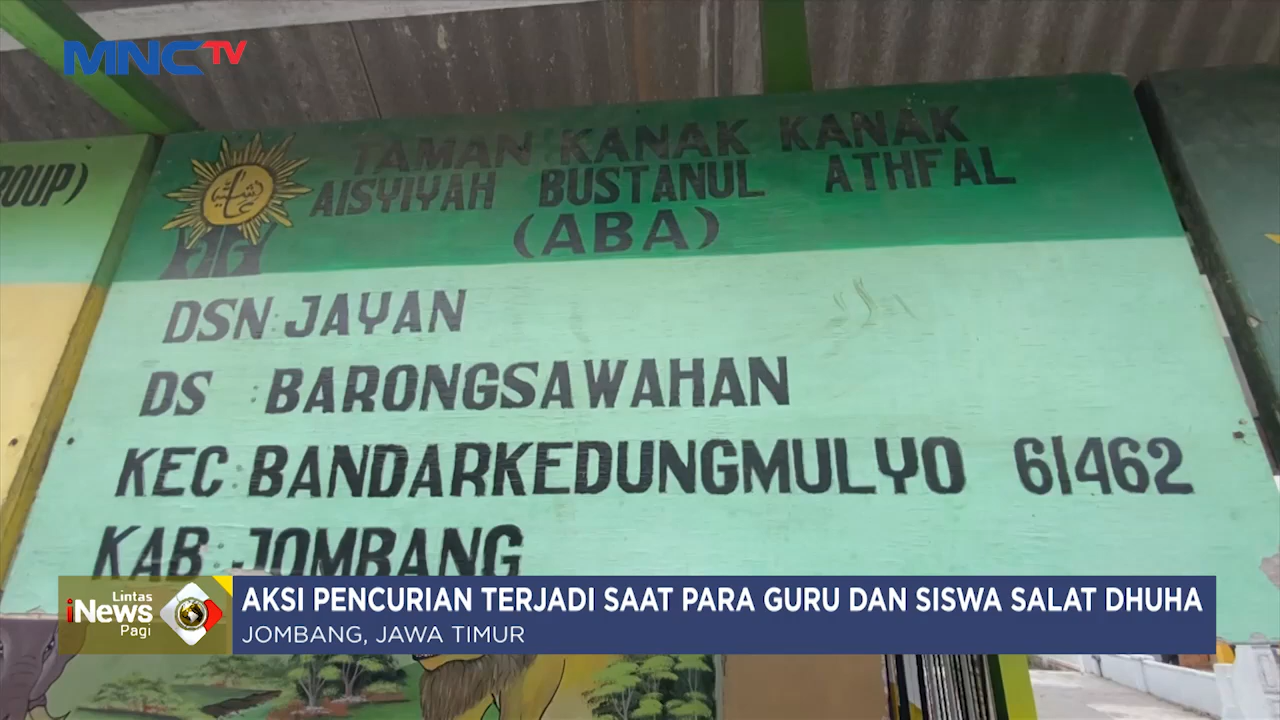 MNCTV
ROUP)
TAMAN KANAK KANAK
AISYIYAH BUSTANUL ATHFAL
(ABA)
DSN : JAYAN
DS : BARONGSAWAHAN
KEC : BANDARKEDUNGMULYO 61462
KAB : JOMBANG
Lintas
iNews
Pagi
AKSI PENCURIAN TERJADI SAAT PARA GURU DAN SISWA SALAT DHUHA
JOMBANG, JAWA TIMUR